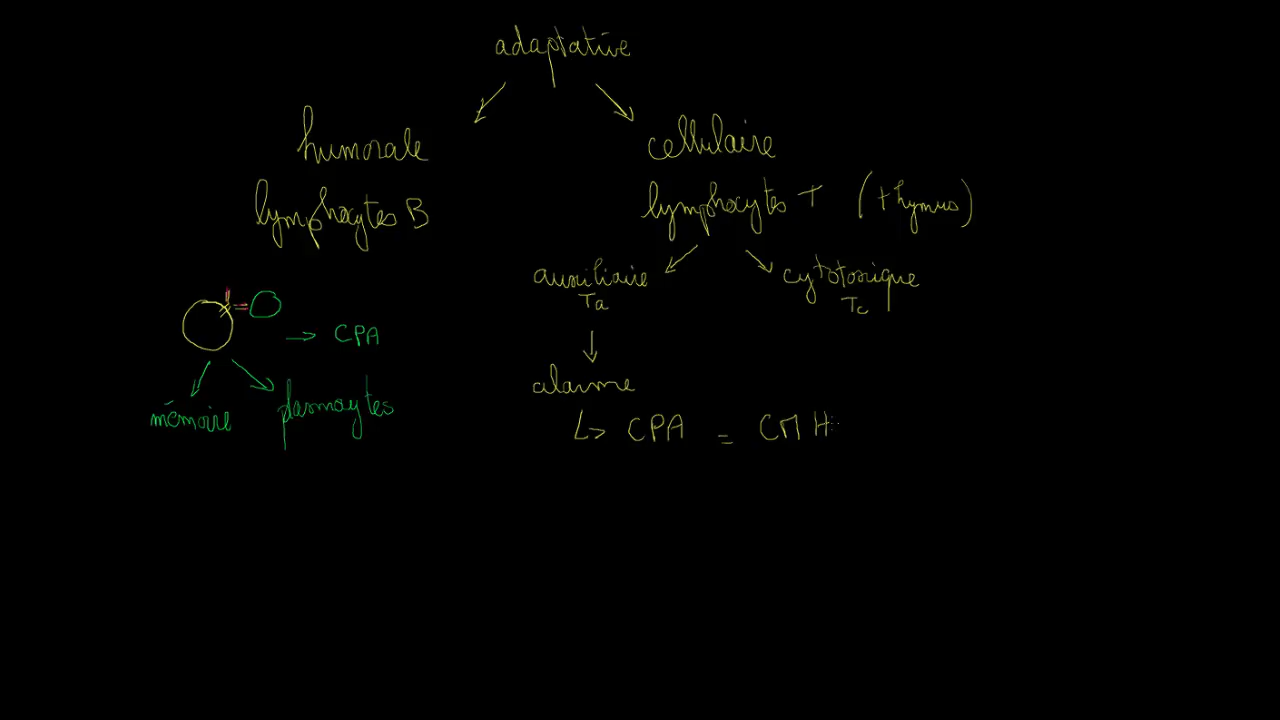 adaptative
humorale
cellulaire
lymphocytes B
lymphocytes T (thymus)
auxiliaire
Ta
cytotoxique
Tc
→ CPA
alarme
mémoire
plasmocytes
↳ CPA = CMH